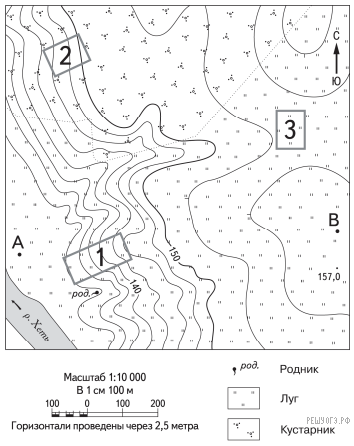 С
2
Ю
3
В
А
1
150
157,0
род.
140
р. Хеть
Масштаб 1:10 000
В 1 см 100 м
100 0 100 200
Горизонтали проведены через 2,5 метра
род. Родник
Луг
Кустарник
РЕШУОГЭ.РФ